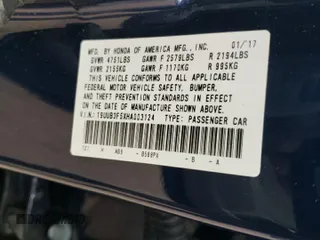 MFD. BY HONDA OF AMERICA MFG., INC. 01/17
GVWR 4751LBS GAWR F 2579LBS R 2194LBS
GVWR 2155KG GAWR F 1170KG R 995KG
THIS VEHICLE CONFORMS TO ALL APPLICABLE
FEDERAL MOTOR VEHICLE SAFETY, BUMPER,
AND THEFT PREVENTION STANDARDS IN EFFECT ON
THE DATE OF MANUFACTURE SHOWN ABOVE.
V.I.N.: 19UUB3F5XHA003124 TYPE: PASSENGER CAR
- B - A